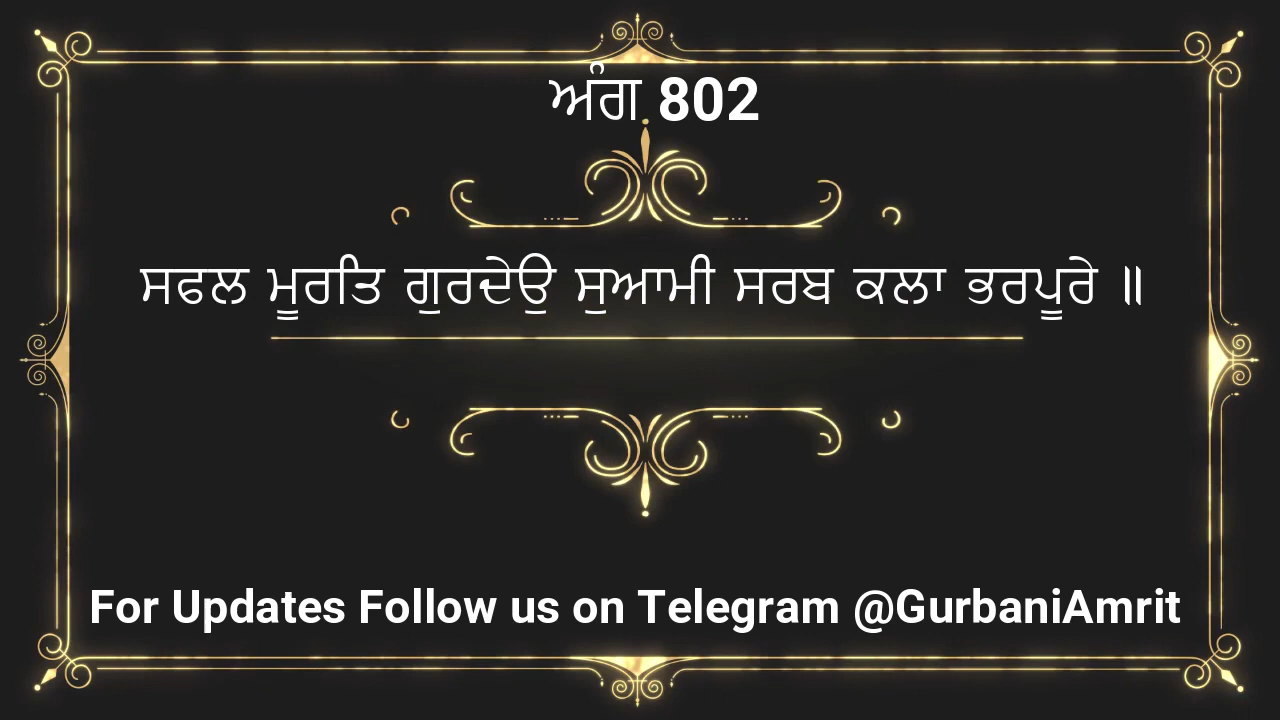 ਅੰਗ 802
ਸਫਲ ਮੂਰਤਿ ਗੁਰਦੇਉ ਸੁਆਮੀ ਸਰਬ ਕਲਾ ਭਰਪੂਰੇ ॥
For Updates Follow us on Telegram @GurbaniAmrit